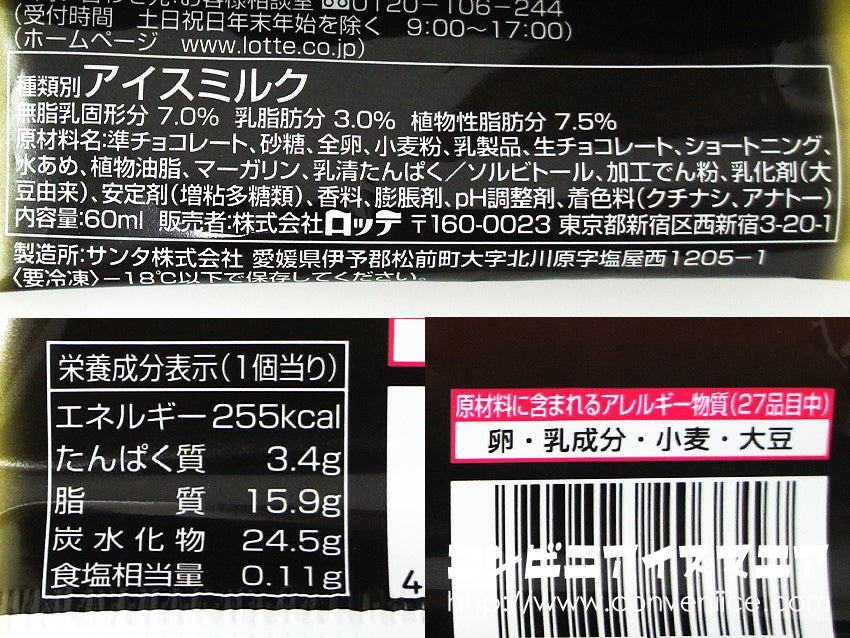 0120-106-244
(受付時間 土日祝日年末年始を除く 9:00~17:00)
(ホームページ www.lotte.co.jp)
種類別アイスミルク
無脂乳固形分 7.0% 乳脂肪分 3.0% 植物性脂肪分 7.5%
原材料名:準チョコレート、砂糖、全卵、小麦粉、乳製品、生チョコレート、ショートニング、
水あめ、植物油脂、マーガリン、乳清たんぱく/ソルビトール、加工でん粉、乳化剤(大
豆由来)、安定剤(増粘多糖類)、香料、膨脹剤、pH調整剤、着色料(クチナシ、アナトー)
内容量:60ml 販売者:株式会社ロッテ 〒160-0023 東京都新宿区西新宿3-20-1
製造所:サンタ株式会社 愛媛県伊予郡松前町大字北川原字塩屋西1205-1
〈要冷凍〉-18℃以下で保存してください。
栄養成分表示(1個当り)
エネルギー 255kcal
たんぱく質 3.4g
脂質 15.9g
炭水化物 24.5g
食塩相当量 0.11g
4
原材料に含まれるアレルギー物質(27品目中)
卵・乳成分・小麦・大豆
コンビニアイスマニア
http://www.conveniice.com